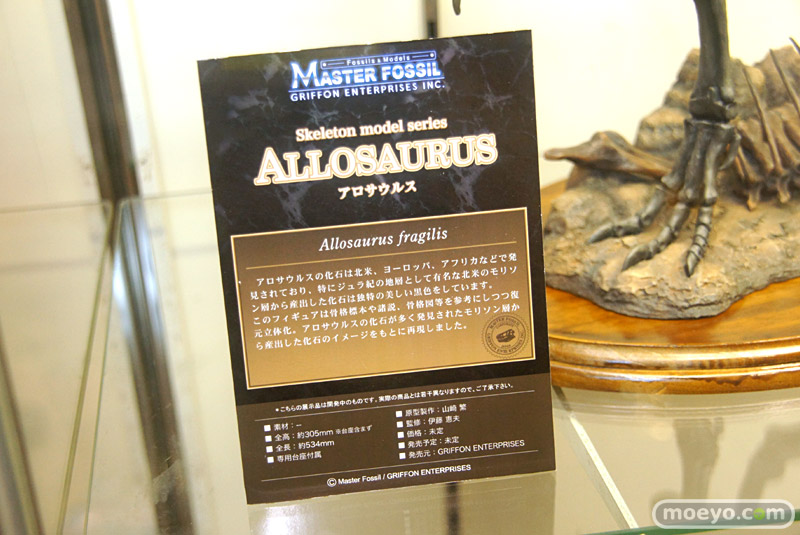 Fossils & Models
MASTER FOSSIL
GRIFFON ENTERPRISES INC.
Skeleton model series
ALLOSAURUS
アロサウルス
Allosaurus fragilis
アロサウルスの化石は北米、ヨーロッパ、アフリカなどで発
見されており、特にジュラ紀の地層として有名な北米のモリソ
ン層から産出した化石は独特の美しい黒色をしています。
このフィギュアは骨格標本や諸説、骨格図等を参考にしつつ復
元立体化。アロサウルスの化石が多く発見されたモリソン層か
ら産出した化石のイメージをもとに再現しました。
＊こちらの展示品は開発中のものです。実際の商品とは若干異なりますので、ご了承下さい。
■ 素材：−
■ 全高：約305mm ※台座含まず
■ 全長：約534mm
■ 専用台座付属
■ 原型製作：山崎 繁
■ 監修：伊藤 恵夫
■ 価格：未定
■ 発売予定：未定
■ 発売元：GRIFFON ENTERPRISES
© Master Fossil / GRIFFON ENTERPRISES
moeyo.com